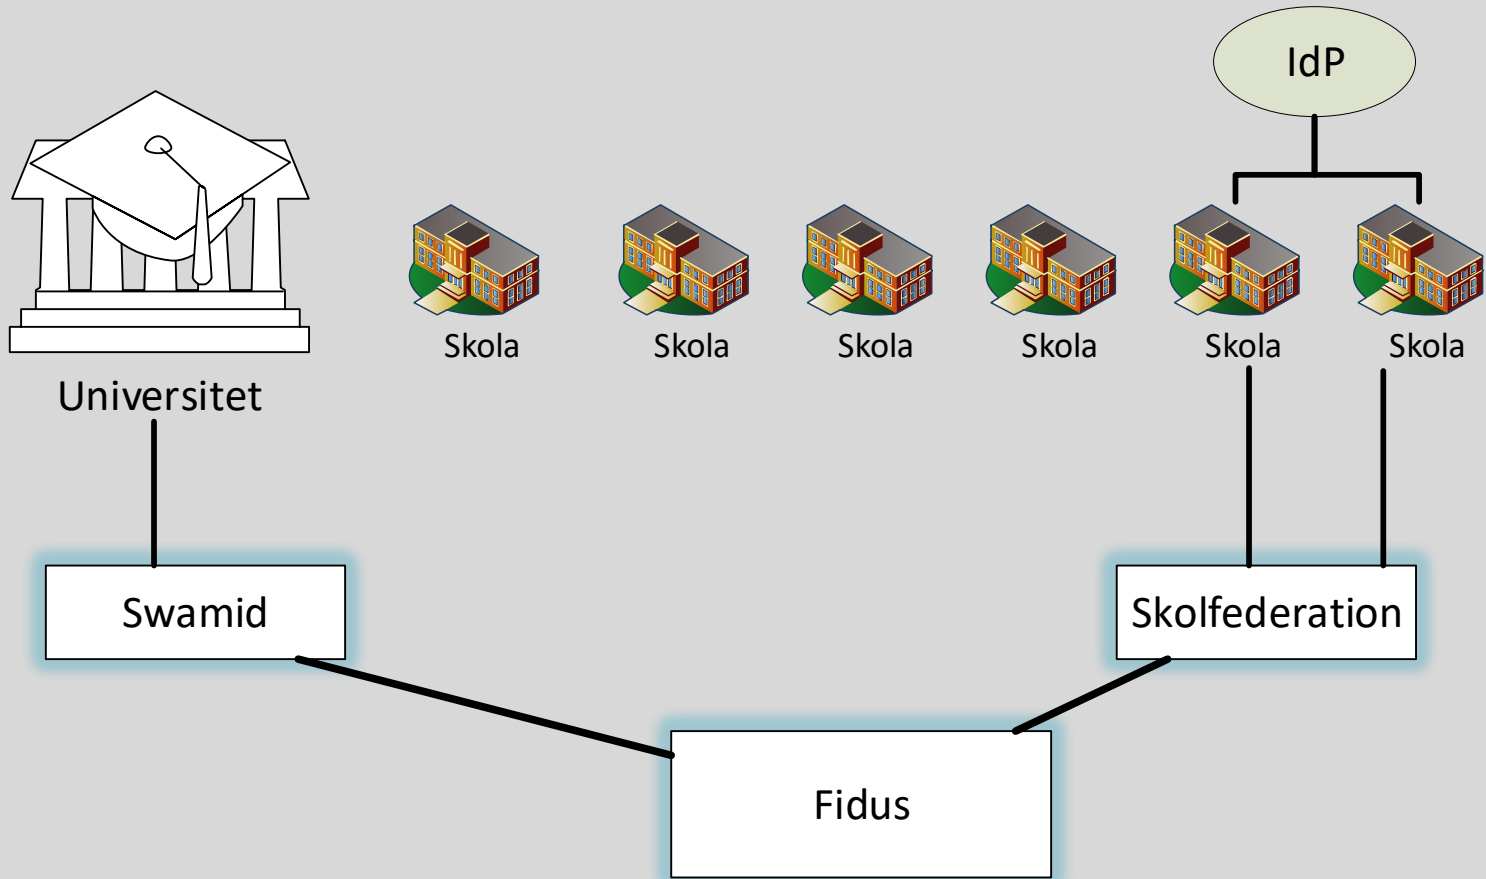 IdP
Skola
Skola
Skola
Skola
Skola
Skola
Universitet
Swamid
Skolfederation
Fidus